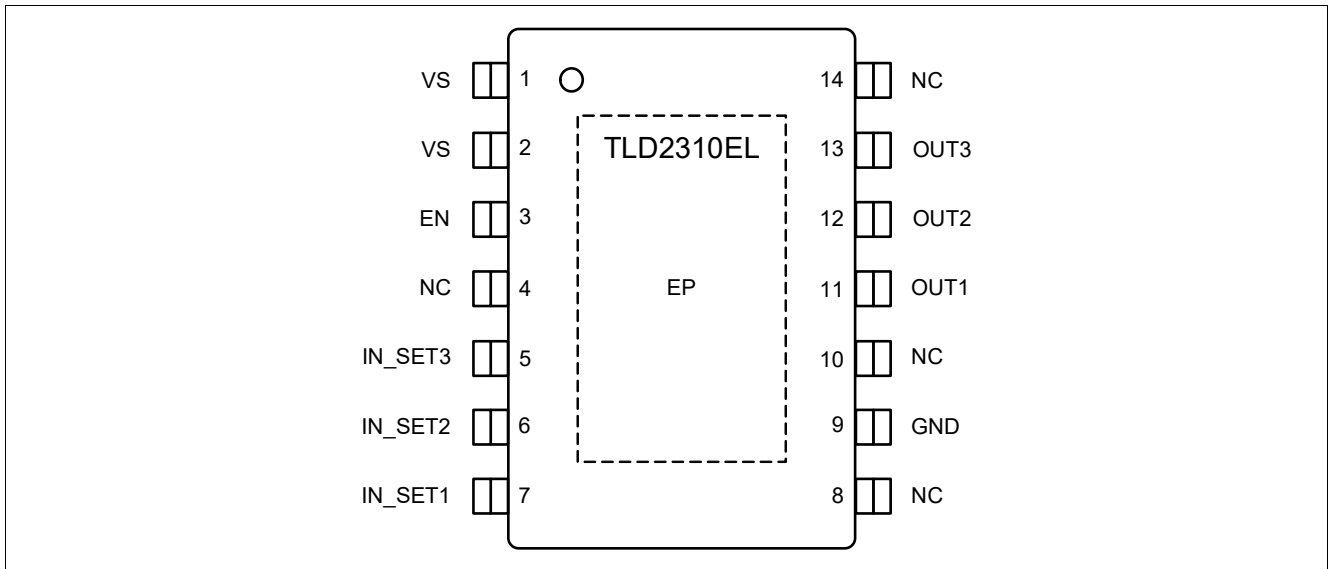 VS 1 14 NC
VS 2 TLD2310EL 13 OUT3
EN 3 12 OUT2
NC 4 EP 11 OUT1
IN_SET3 5 10 NC
IN_SET2 6 9 GND
IN_SET1 7 8 NC